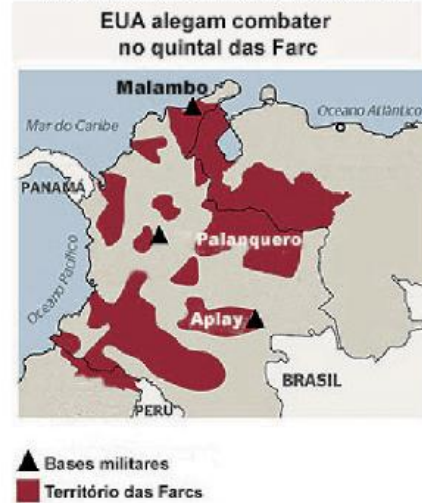 EUA alegam combater
no quintal das Farc
Malambo
Oceano Atlântico
Mar do Caribe
PANAMÁ
Palanquero
Oceano Pacífico
Aplay
BRASIL
PERU
Bases militares
Território das Farcs